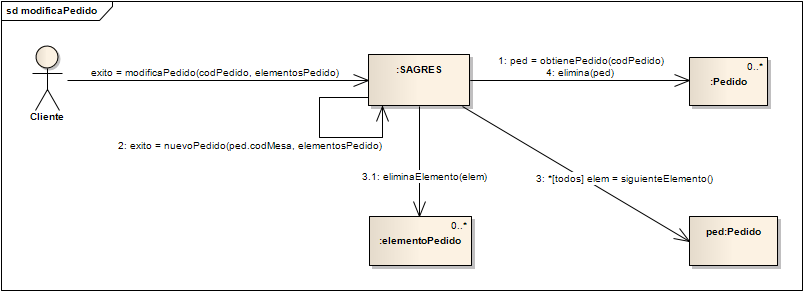 sd modificaPedido
Cliente
exito = modificaPedido(codPedido, elementosPedido)
:SAGRES
1: ped = obtienePedido(codPedido)
4: elimina(ped)
0..*
:Pedido
2: exito = nuevoPedido(ped.codMesa, elementosPedido)
3.1: eliminaElemento(elem)
3: *[todos] elem = siguienteElemento()
0..*
:elementoPedido
ped:Pedido